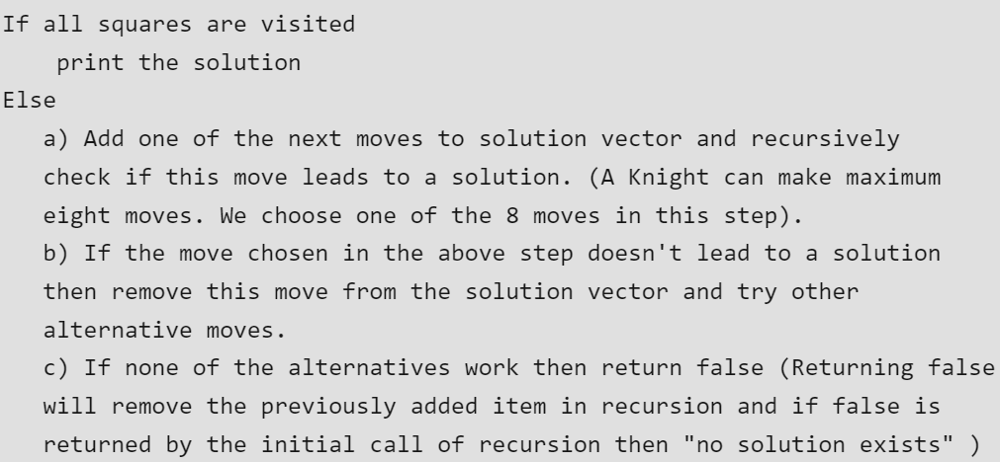 If all squares are visited
    print the solution
Else
   a) Add one of the next moves to solution vector and recursively
   check if this move leads to a solution. (A Knight can make maximum
   eight moves. We choose one of the 8 moves in this step).
   b) If the move chosen in the above step doesn't lead to a solution
   then remove this move from the solution vector and try other
   alternative moves.
   c) If none of the alternatives work then return false (Returning false
   will remove the previously added item in recursion and if false is
   returned by the initial call of recursion then "no solution exists" )